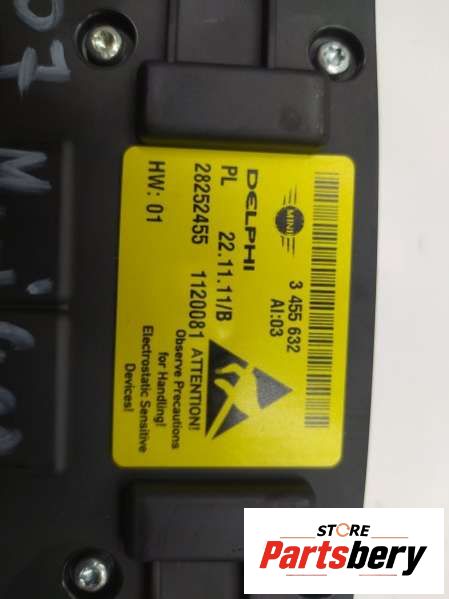 MINI
3 455 632
AI:03
DELPHI
PL 22.11.11/B
28252455 1120081
HW: 01
ATTENTION!
Observe Precautions
for Handling!
Electrostatic Sensitive
Devices!
07
STORE
Partsbery